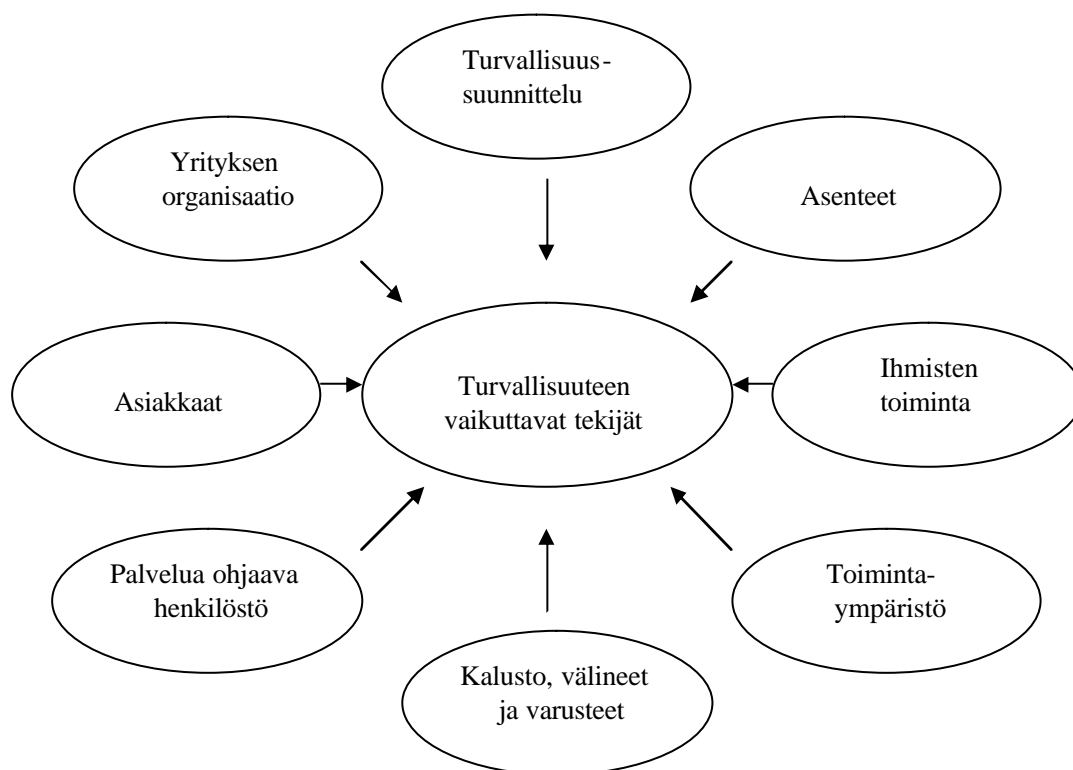 Turvallisuus-
suunnittelu
Yrityksen
organisaatio
Asenteet
Asiakkaat
Turvallisuuteen
vaikuttavat tekijät
Ihmisten
toiminta
Palvelua ohjaava
henkilöstö
Toiminta-
ympäristö
Kalusto, välineet
ja varusteet